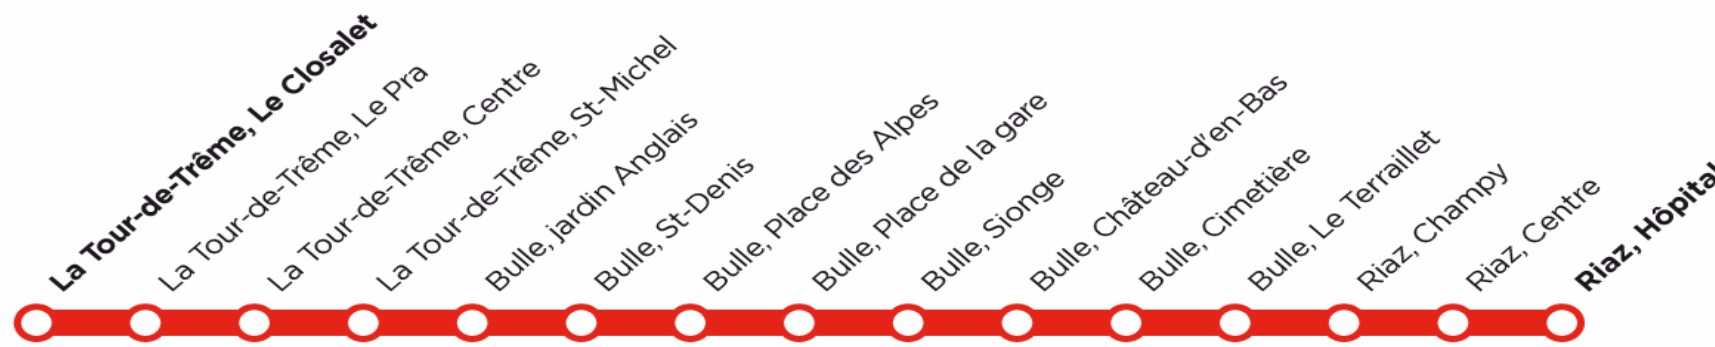 La Tour-de-Trême, Le Closalet
La Tour-de-Trême, Le Pra
La Tour-de-Trême, Centre
La Tour-de-Trême, St-Michel
Bulle, jardin Anglais
Bulle, St-Denis
Bulle, Place des Alpes
Bulle, Place de la gare
Bulle, Sionge
Bulle, Château-d'en-Bas
Bulle, Cimetière
Bulle, Le Terraillet
Riaz, Champy
Riaz, Centre
Riaz, Hôpital